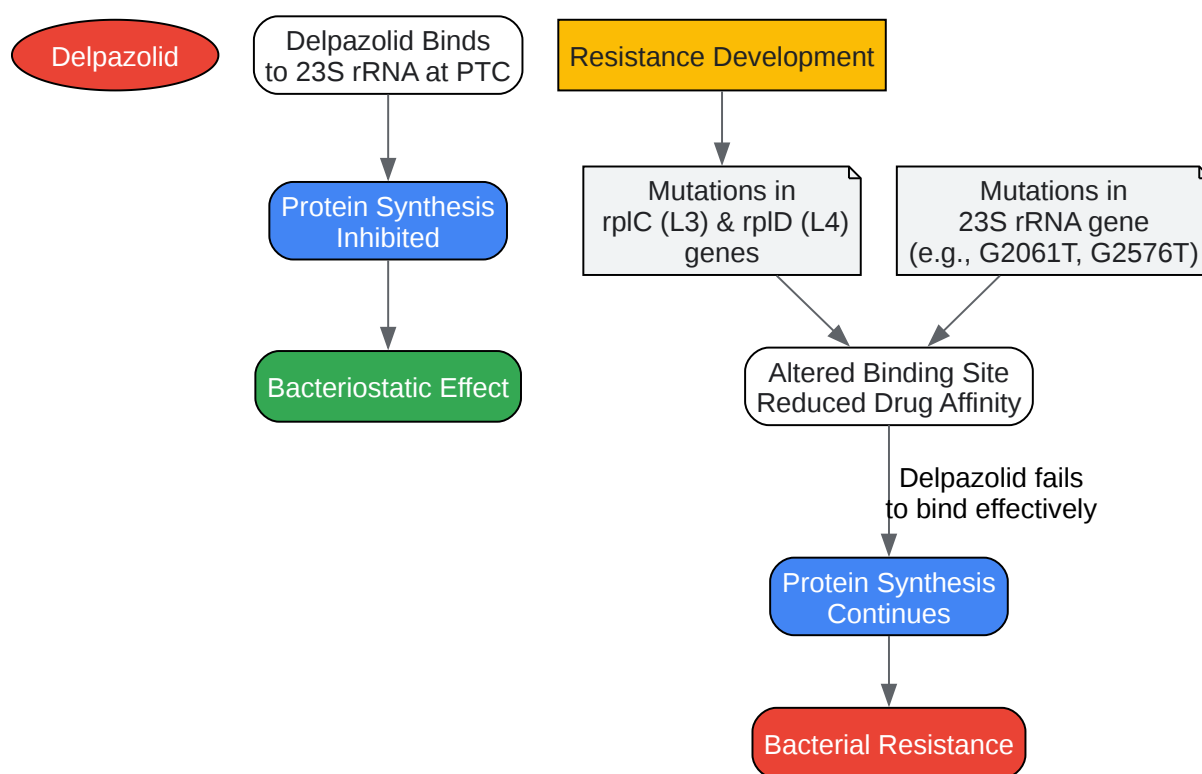 Delpazolid
Delpazolid Binds
to 23S rRNA at PTC
Resistance Development
Protein Synthesis
Inhibited
Mutations in
rplC (L3) & rplD (L4)
genes
Mutations in
23S rRNA gene
(e.g., G2061T, G2576T)
Bacteriostatic Effect
Altered Binding Site
Reduced Drug Affinity
Delpazolid fails
to bind effectively
Protein Synthesis
Continues
Bacterial Resistance